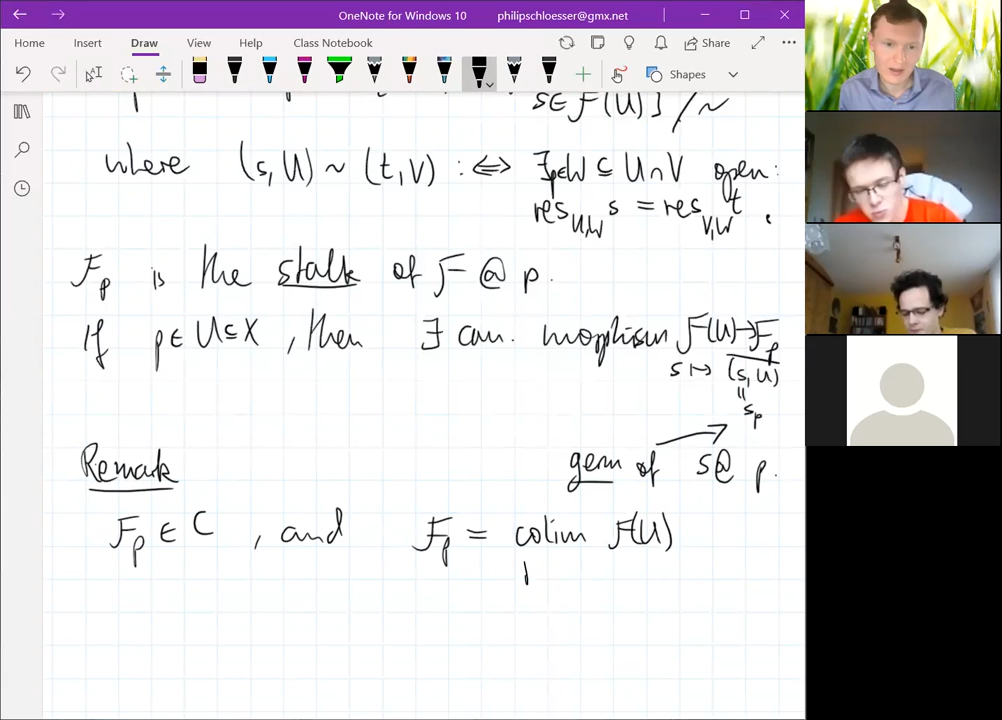 OneNote for Windows 10 philipschloesser@gmx.net
Home Insert Draw View Help Class Notebook Share
Shapes
s ∈ F(U)} / ~
where (s, U) ~ (t, V) :⇔ ∃ p∈W ⊆ U ∩ V open:
res_{U,W} s = res_{V,W} t .
F_p is the stalk of F @ p.
If p ∈ U ⊆ X , then ∃ can. morphism F(U) → F_p
s ↦ (s, U)
=
s_p
Remark germ of s @ p.
F_p ∈ C , and F_p = colim F(U)